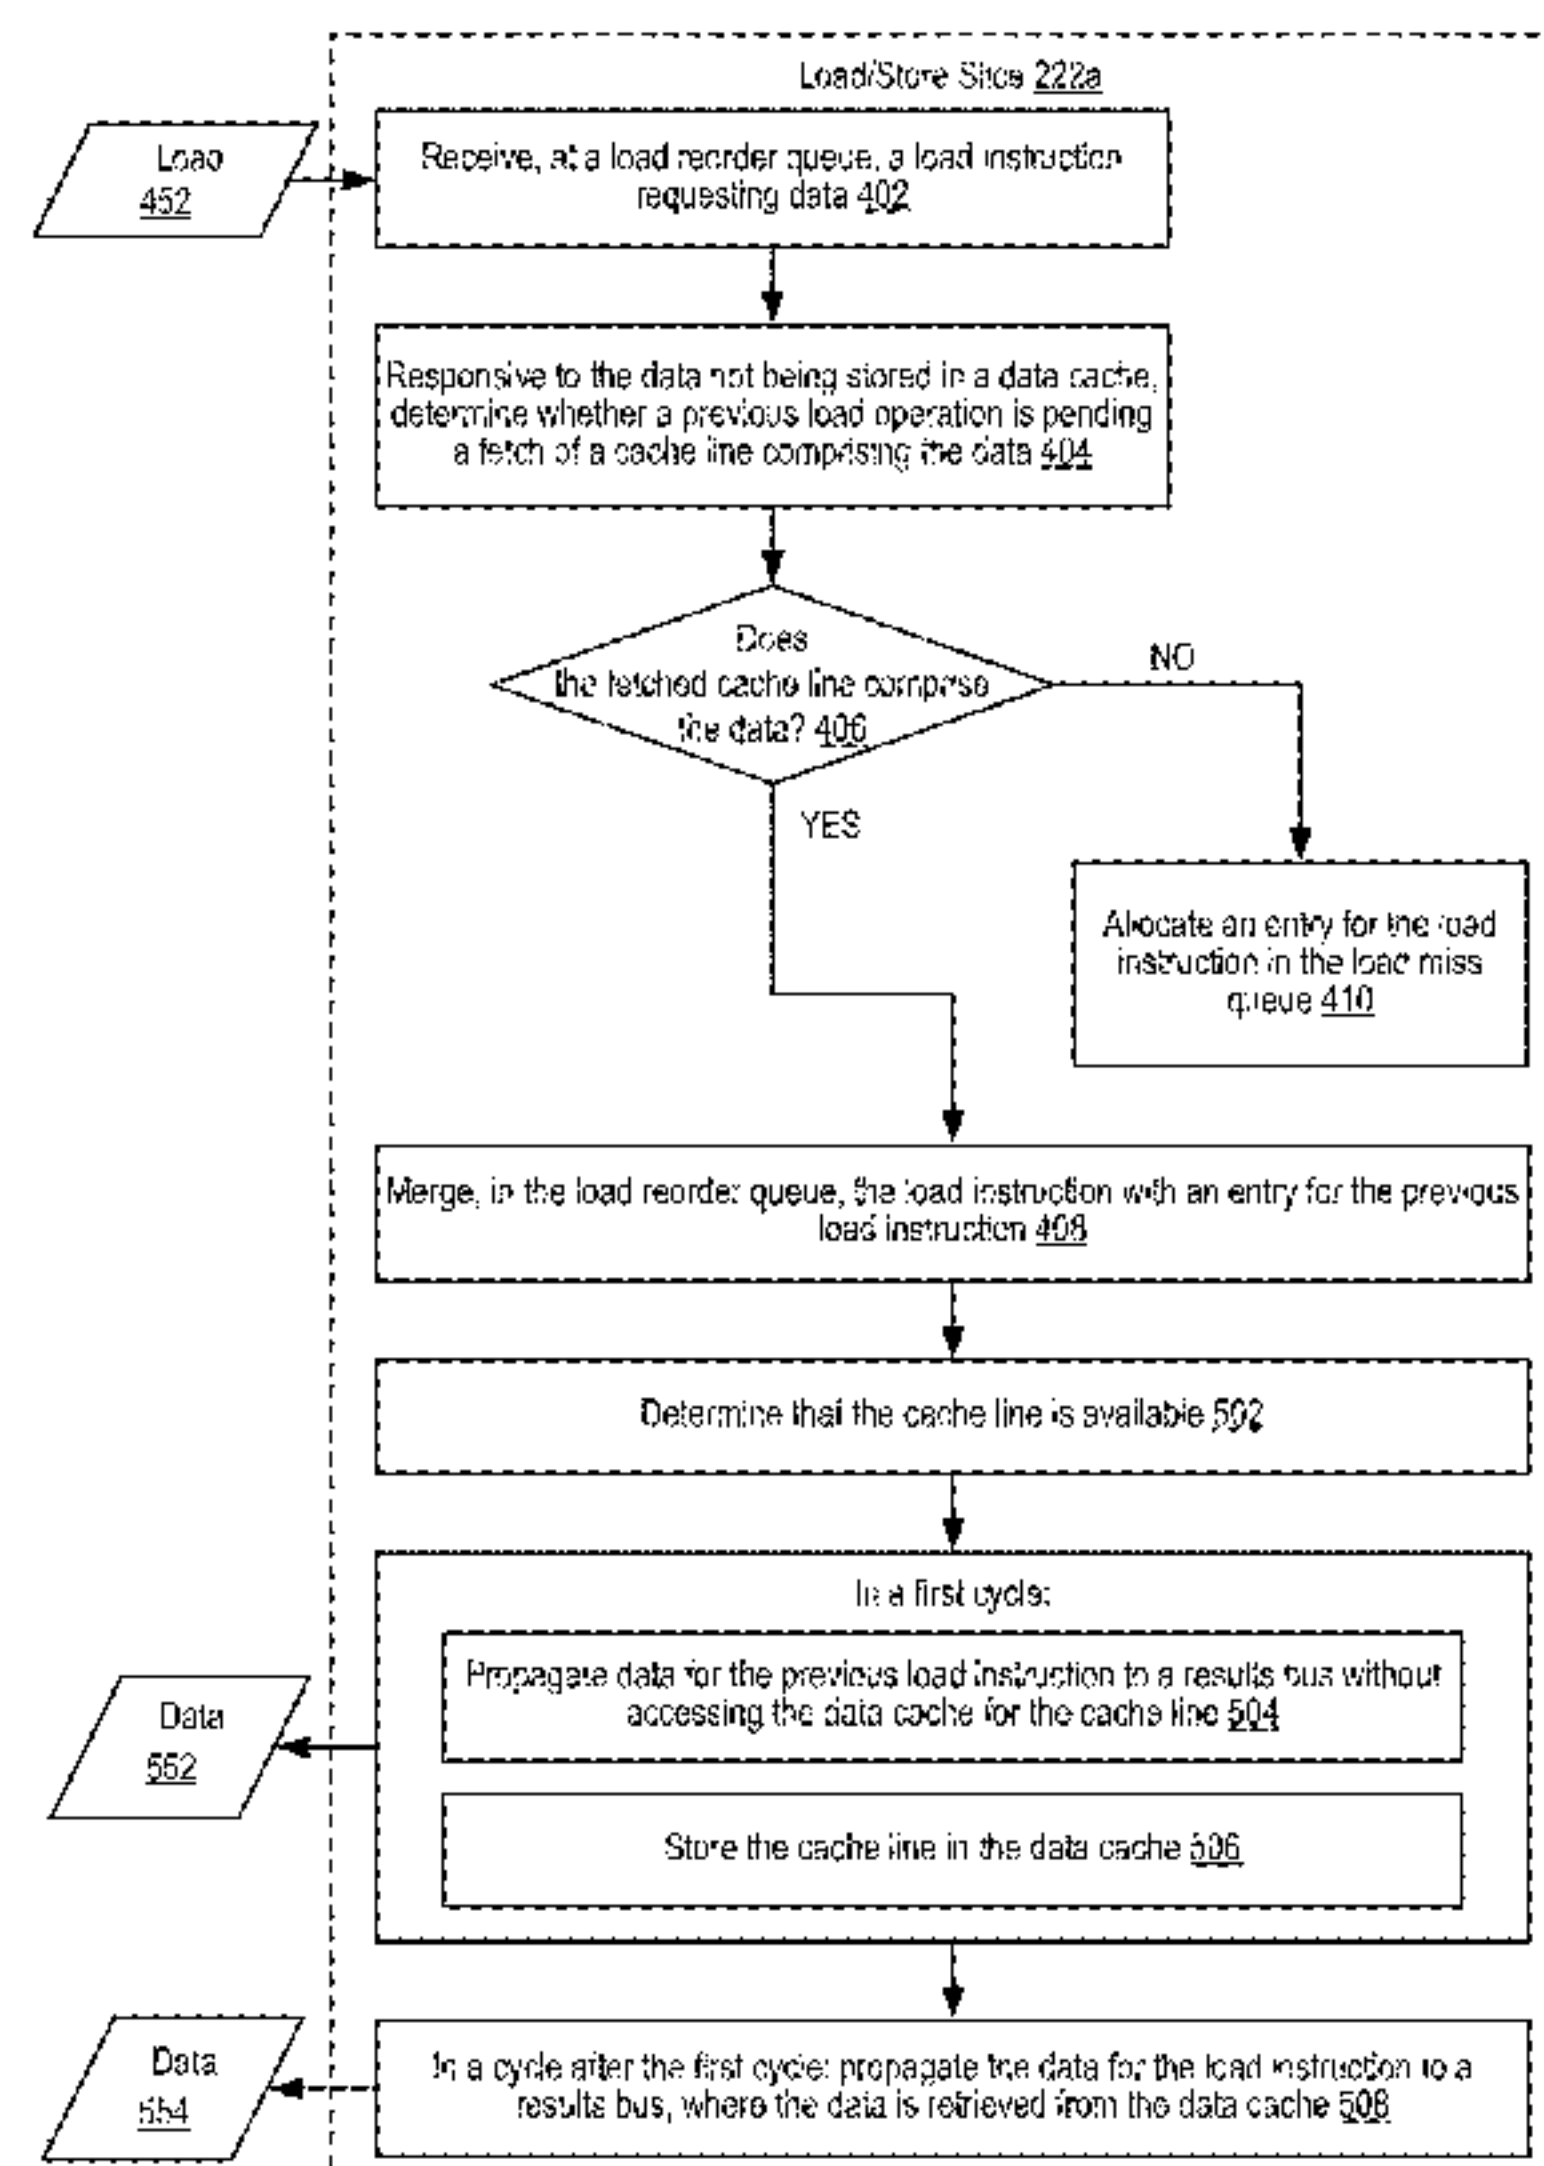 Load/Store Slice 222a
Load
452
Receive, at a load reorder queue, a load instruction
requesting data 402
Responsive to the data not being stored in a data cache,
determine whether a previous load operation is pending
a fetch of a cache line comprising the data 404
Does
the fetched cache line comprise
the data? 406
NO
YES
Allocate an entry for the load
instruction in the load miss
queue 410
Merge, in the load reorder queue, the load instruction with an entry for the previous
load instruction 408
Determine that the cache line is available 502
In a first cycle:
Propagate data for the previous load instruction to a results bus without
accessing the data cache for the cache line 504
Data
552
Store the cache line in the data cache 506
In a cycle after the first cycle: propagate the data for the load instruction to a
results bus, where the data is retrieved from the data cache 508
Data
554